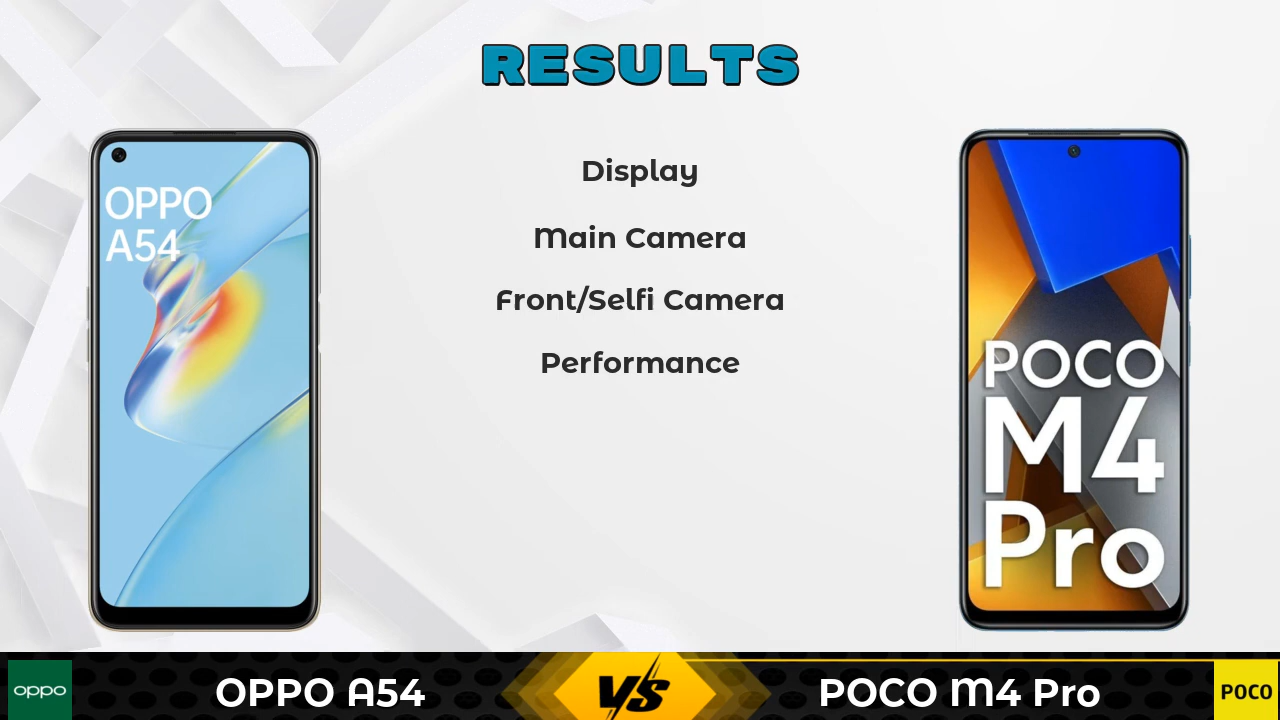 RESULTS
OPPO
A54
Display
Main Camera
Front/Selfi Camera
Performance
POCO
M4
Pro
oppo
OPPO A54
VS
POCO M4 Pro
POCO